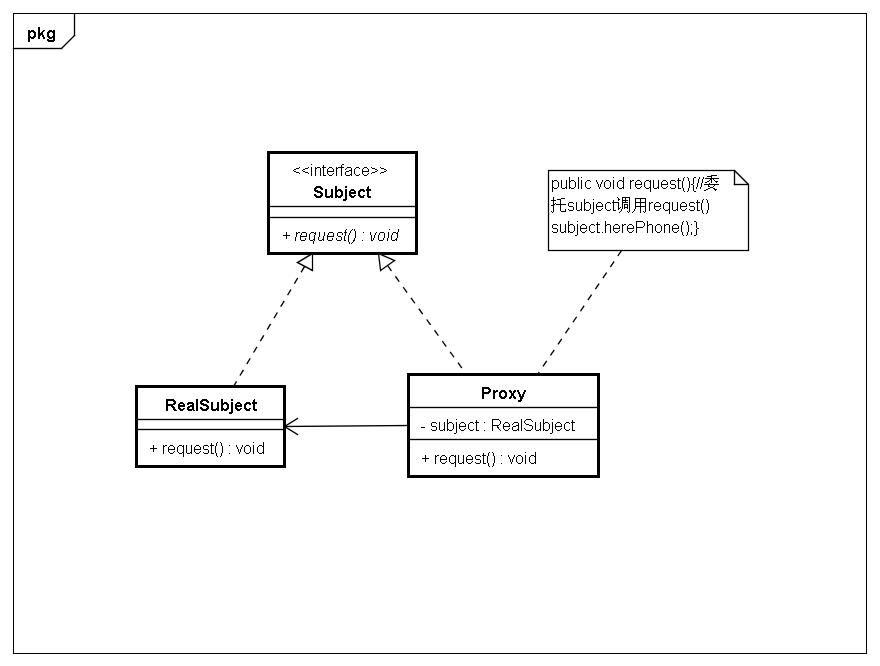 pkg
<<interface>>
Subject
+ request() : void
public void request(){//委
托subject调用request()
subject.herePhone();}
RealSubject
+ request() : void
Proxy
- subject : RealSubject
+ request() : void